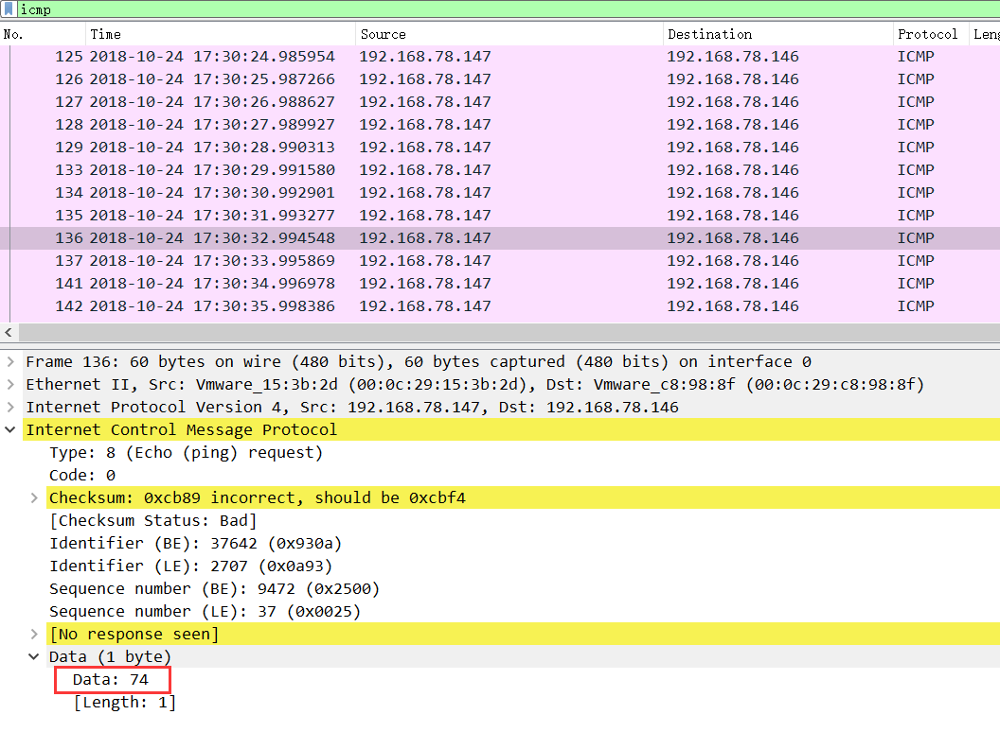 icmp
No. Time Source Destination Protocol Leng
125 2018-10-24 17:30:24.985954 192.168.78.147 192.168.78.146 ICMP
126 2018-10-24 17:30:25.987266 192.168.78.147 192.168.78.146 ICMP
127 2018-10-24 17:30:26.988627 192.168.78.147 192.168.78.146 ICMP
128 2018-10-24 17:30:27.989927 192.168.78.147 192.168.78.146 ICMP
129 2018-10-24 17:30:28.990313 192.168.78.147 192.168.78.146 ICMP
133 2018-10-24 17:30:29.991580 192.168.78.147 192.168.78.146 ICMP
134 2018-10-24 17:30:30.992901 192.168.78.147 192.168.78.146 ICMP
135 2018-10-24 17:30:31.993277 192.168.78.147 192.168.78.146 ICMP
136 2018-10-24 17:30:32.994548 192.168.78.147 192.168.78.146 ICMP
137 2018-10-24 17:30:33.995869 192.168.78.147 192.168.78.146 ICMP
141 2018-10-24 17:30:34.996978 192.168.78.147 192.168.78.146 ICMP
142 2018-10-24 17:30:35.998386 192.168.78.147 192.168.78.146 ICMP
Frame 136: 60 bytes on wire (480 bits), 60 bytes captured (480 bits) on interface 0
Ethernet II, Src: Vmware_15:3b:2d (00:0c:29:15:3b:2d), Dst: Vmware_c8:98:8f (00:0c:29:c8:98:8f)
Internet Protocol Version 4, Src: 192.168.78.147, Dst: 192.168.78.146
Internet Control Message Protocol
Type: 8 (Echo (ping) request)
Code: 0
Checksum: 0xcb89 incorrect, should be 0xcbf4
[Checksum Status: Bad]
Identifier (BE): 37642 (0x930a)
Identifier (LE): 2707 (0x0a93)
Sequence number (BE): 9472 (0x2500)
Sequence number (LE): 37 (0x0025)
[No response seen]
Data (1 byte)
Data: 74
[Length: 1]